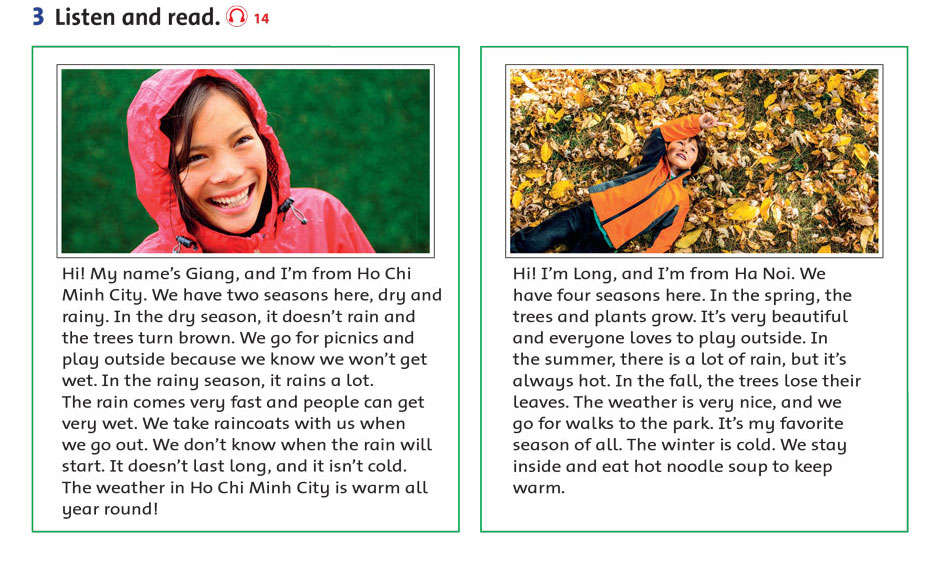 3 Listen and read. 14
Hi! My name's Giang, and I'm from Ho Chi
Minh City. We have two seasons here, dry and
rainy. In the dry season, it doesn't rain and
the trees turn brown. We go for picnics and
play outside because we know we won't get
wet. In the rainy season, it rains a lot.
The rain comes very fast and people can get
very wet. We take raincoats with us when
we go out. We don't know when the rain will
start. It doesn't last long, and it isn't cold.
The weather in Ho Chi Minh City is warm all
year round!
Hi! I'm Long, and I'm from Ha Noi. We
have four seasons here. In the spring, the
trees and plants grow. It's very beautiful
and everyone loves to play outside. In
the summer, there is a lot of rain, but it's
always hot. In the fall, the trees lose their
leaves. The weather is very nice, and we
go for walks to the park. It's my favorite
season of all. The winter is cold. We stay
inside and eat hot noodle soup to keep
warm.